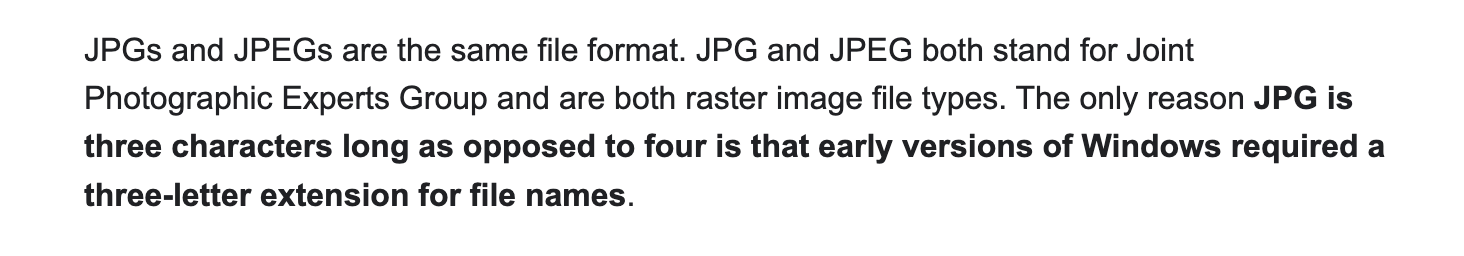 JPGs and JPEGs are the same file format. JPG and JPEG both stand for Joint
Photographic Experts Group and are both raster image file types. The only reason JPG is
three characters long as opposed to four is that early versions of Windows required a
three-letter extension for file names.